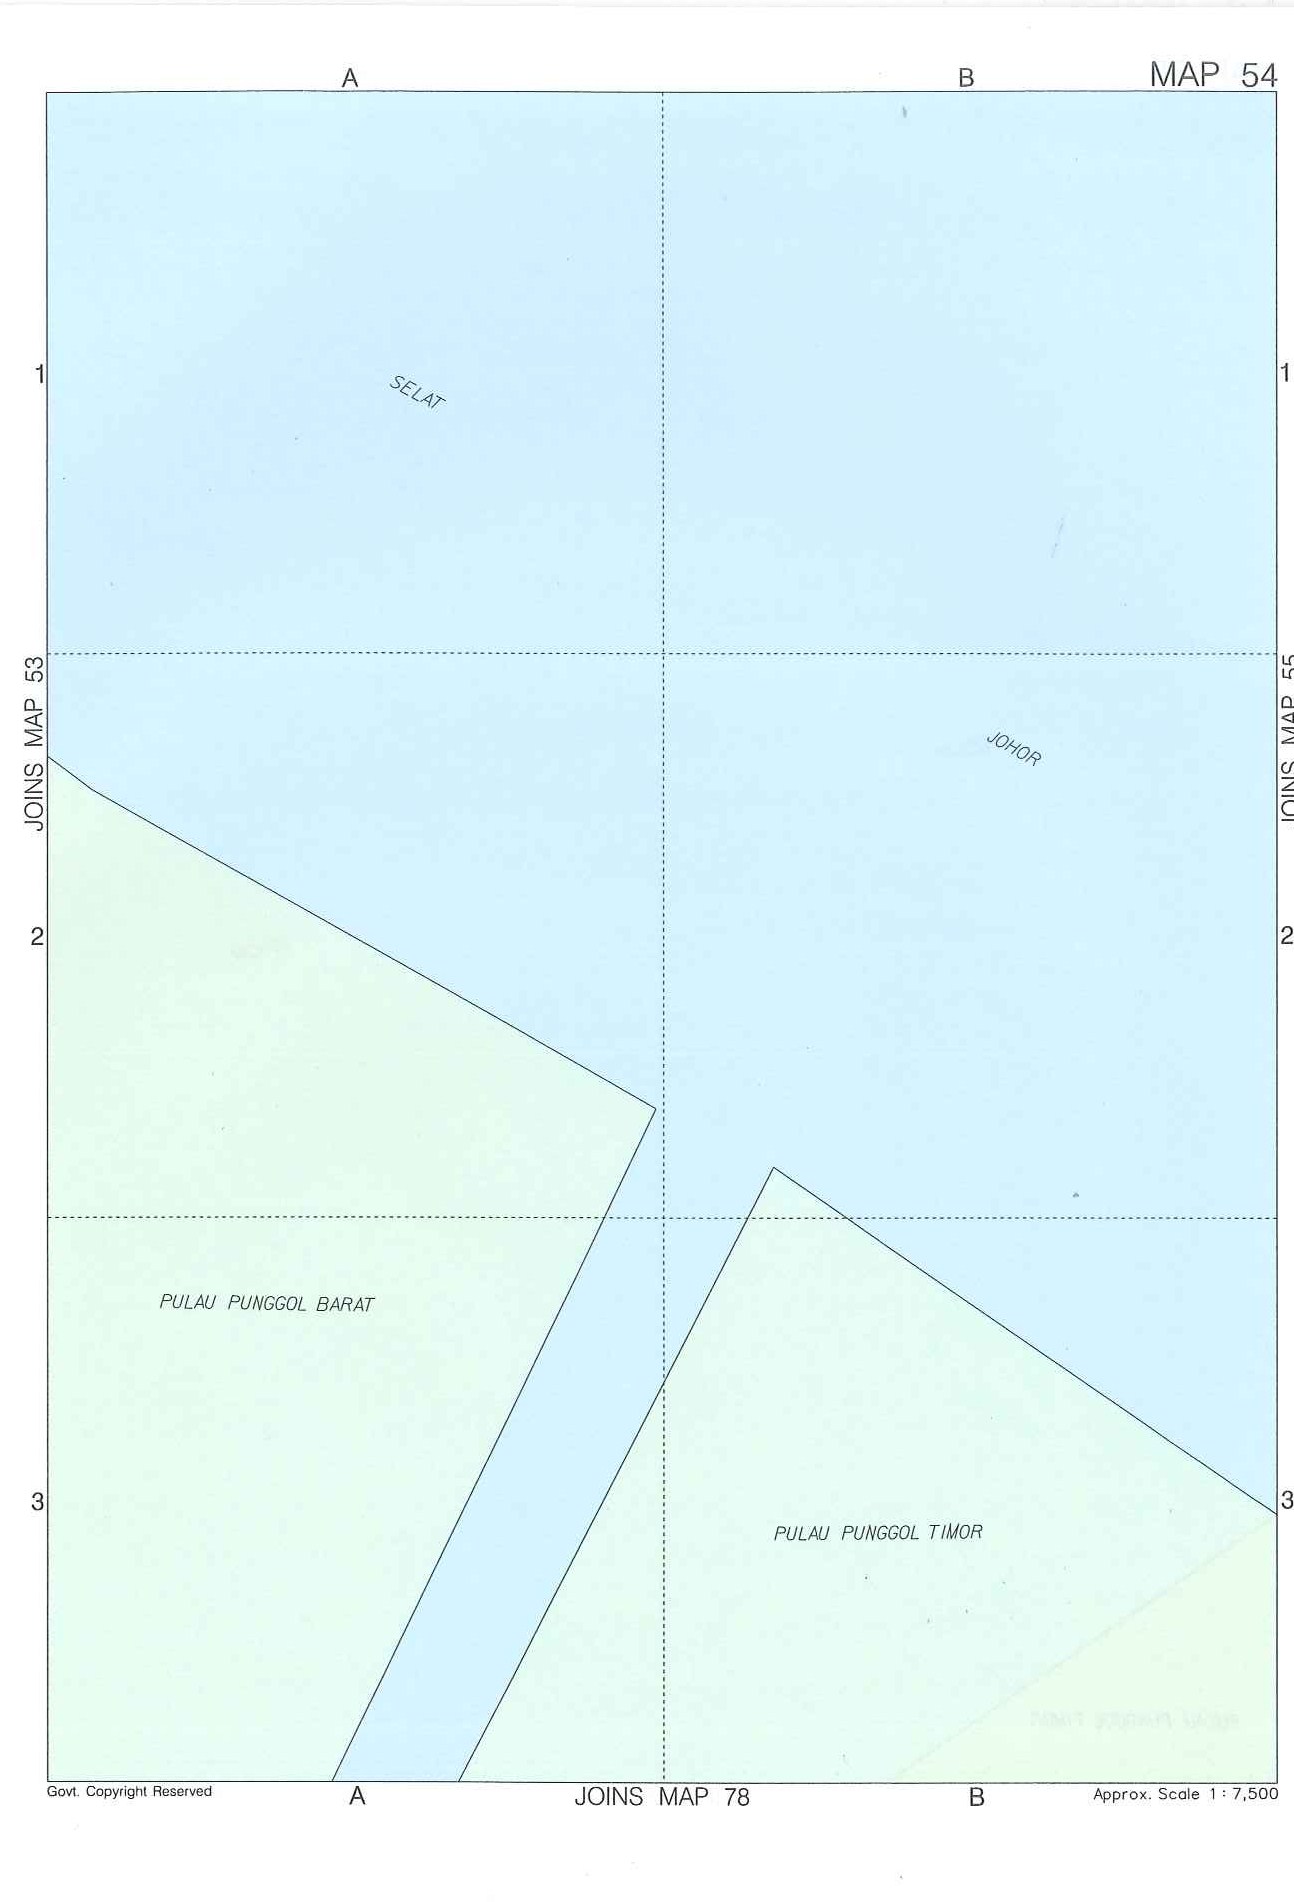 A B MAP 54
1 SELAT 1
JOINS MAP 53
JOINS MAP 55
JOHOR
2 2
PULAU PUNGGOL BARAT
3 3
PULAU PUNGGOL TIMOR
Govt. Copyright Reserved A JOINS MAP 78 B Approx. Scale 1 : 7,500